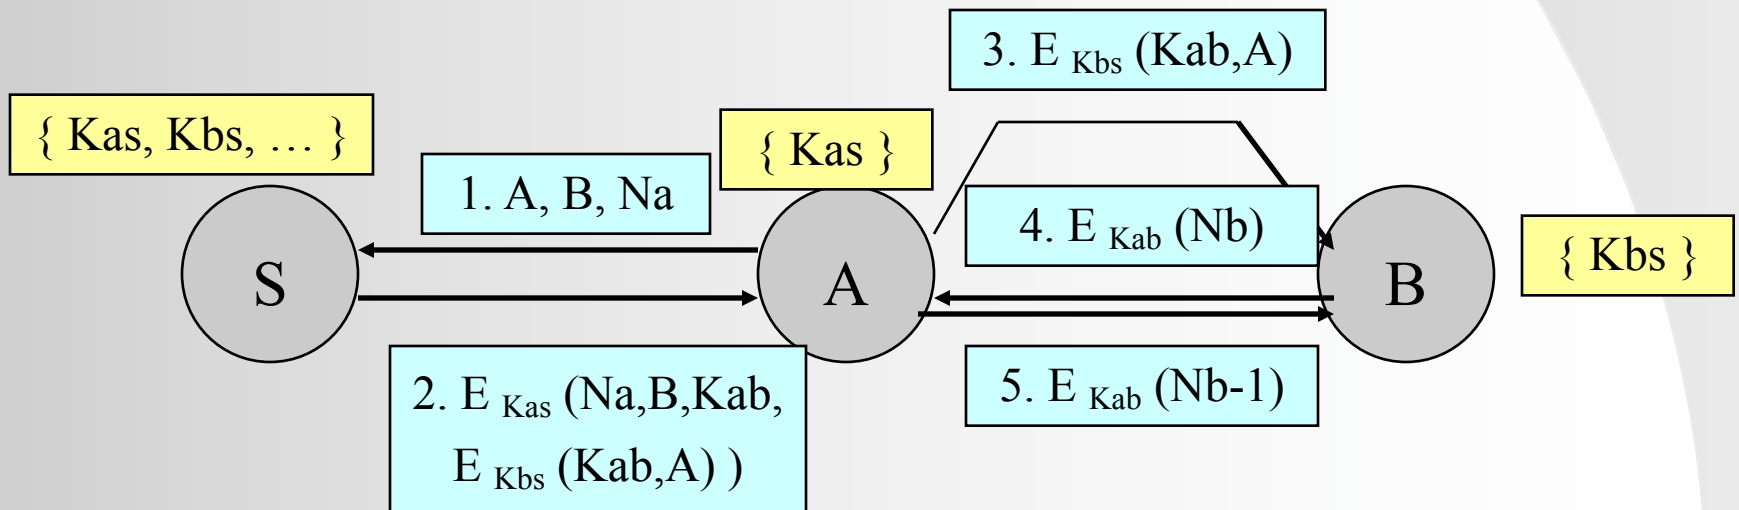 3. E Kbs (Kab,A)
{ Kas, Kbs, … }
{ Kas }
1. A, B, Na
4. E Kab (Nb)
{ Kbs }
S
A
B
2. E Kas (Na,B,Kab,
E Kbs (Kab,A) )
5. E Kab (Nb-1)